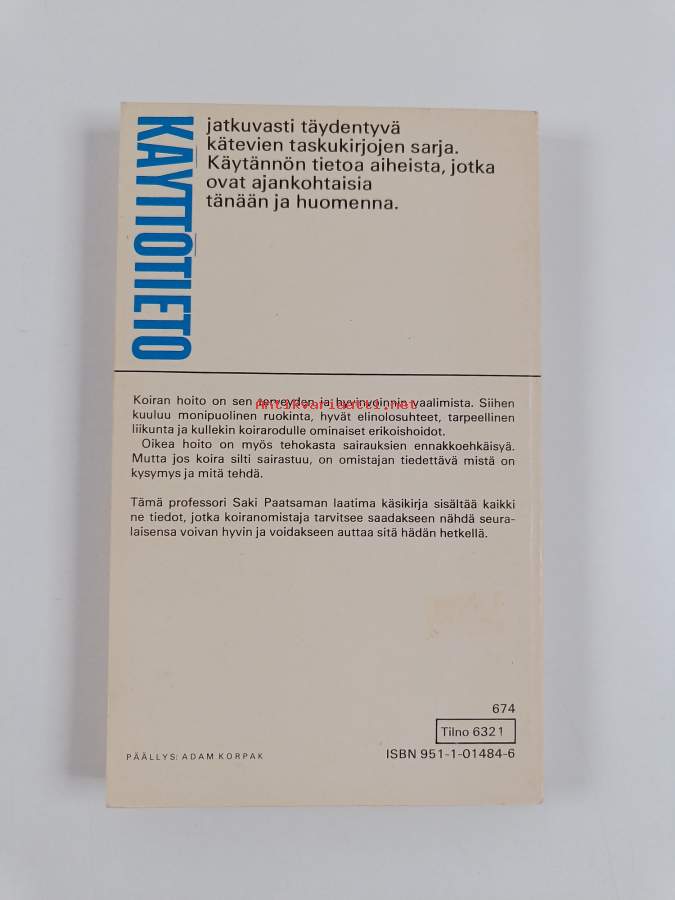 KÄYTTÖTIETO
jatkuvasti täydentyvä
kätevien taskukirjojen sarja.
Käytännön tietoa aiheista, jotka
ovat ajankohtaisia
tänään ja huomenna.
Koiran hoito on sen terveyden ja hyvinvoinnin vaalimista. Siihen
Antikvariaatti.net
kuuluu monipuolinen ruokinta, hyvät elinolosuhteet, tarpeellinen
liikunta ja kullekin koirarodulle ominaiset erikoishoidot.
Oikea hoito on myös tehokasta sairauksien ennakkoehkäisyä.
Mutta jos koira silti sairastuu, on omistajan tiedettävä mistä on
kysymys ja mitä tehdä.
Tämä professori Saki Paatsaman laatima käsikirja sisältää kaikki
ne tiedot, jotka koiranomistaja tarvitsee saadakseen nähdä seura-
laisensa voivan hyvin ja voidakseen auttaa sitä hädän hetkellä.
674
Tilno 6321
PÄÄLLYS: ADAM KORPAK
ISBN 951-1-01484-6